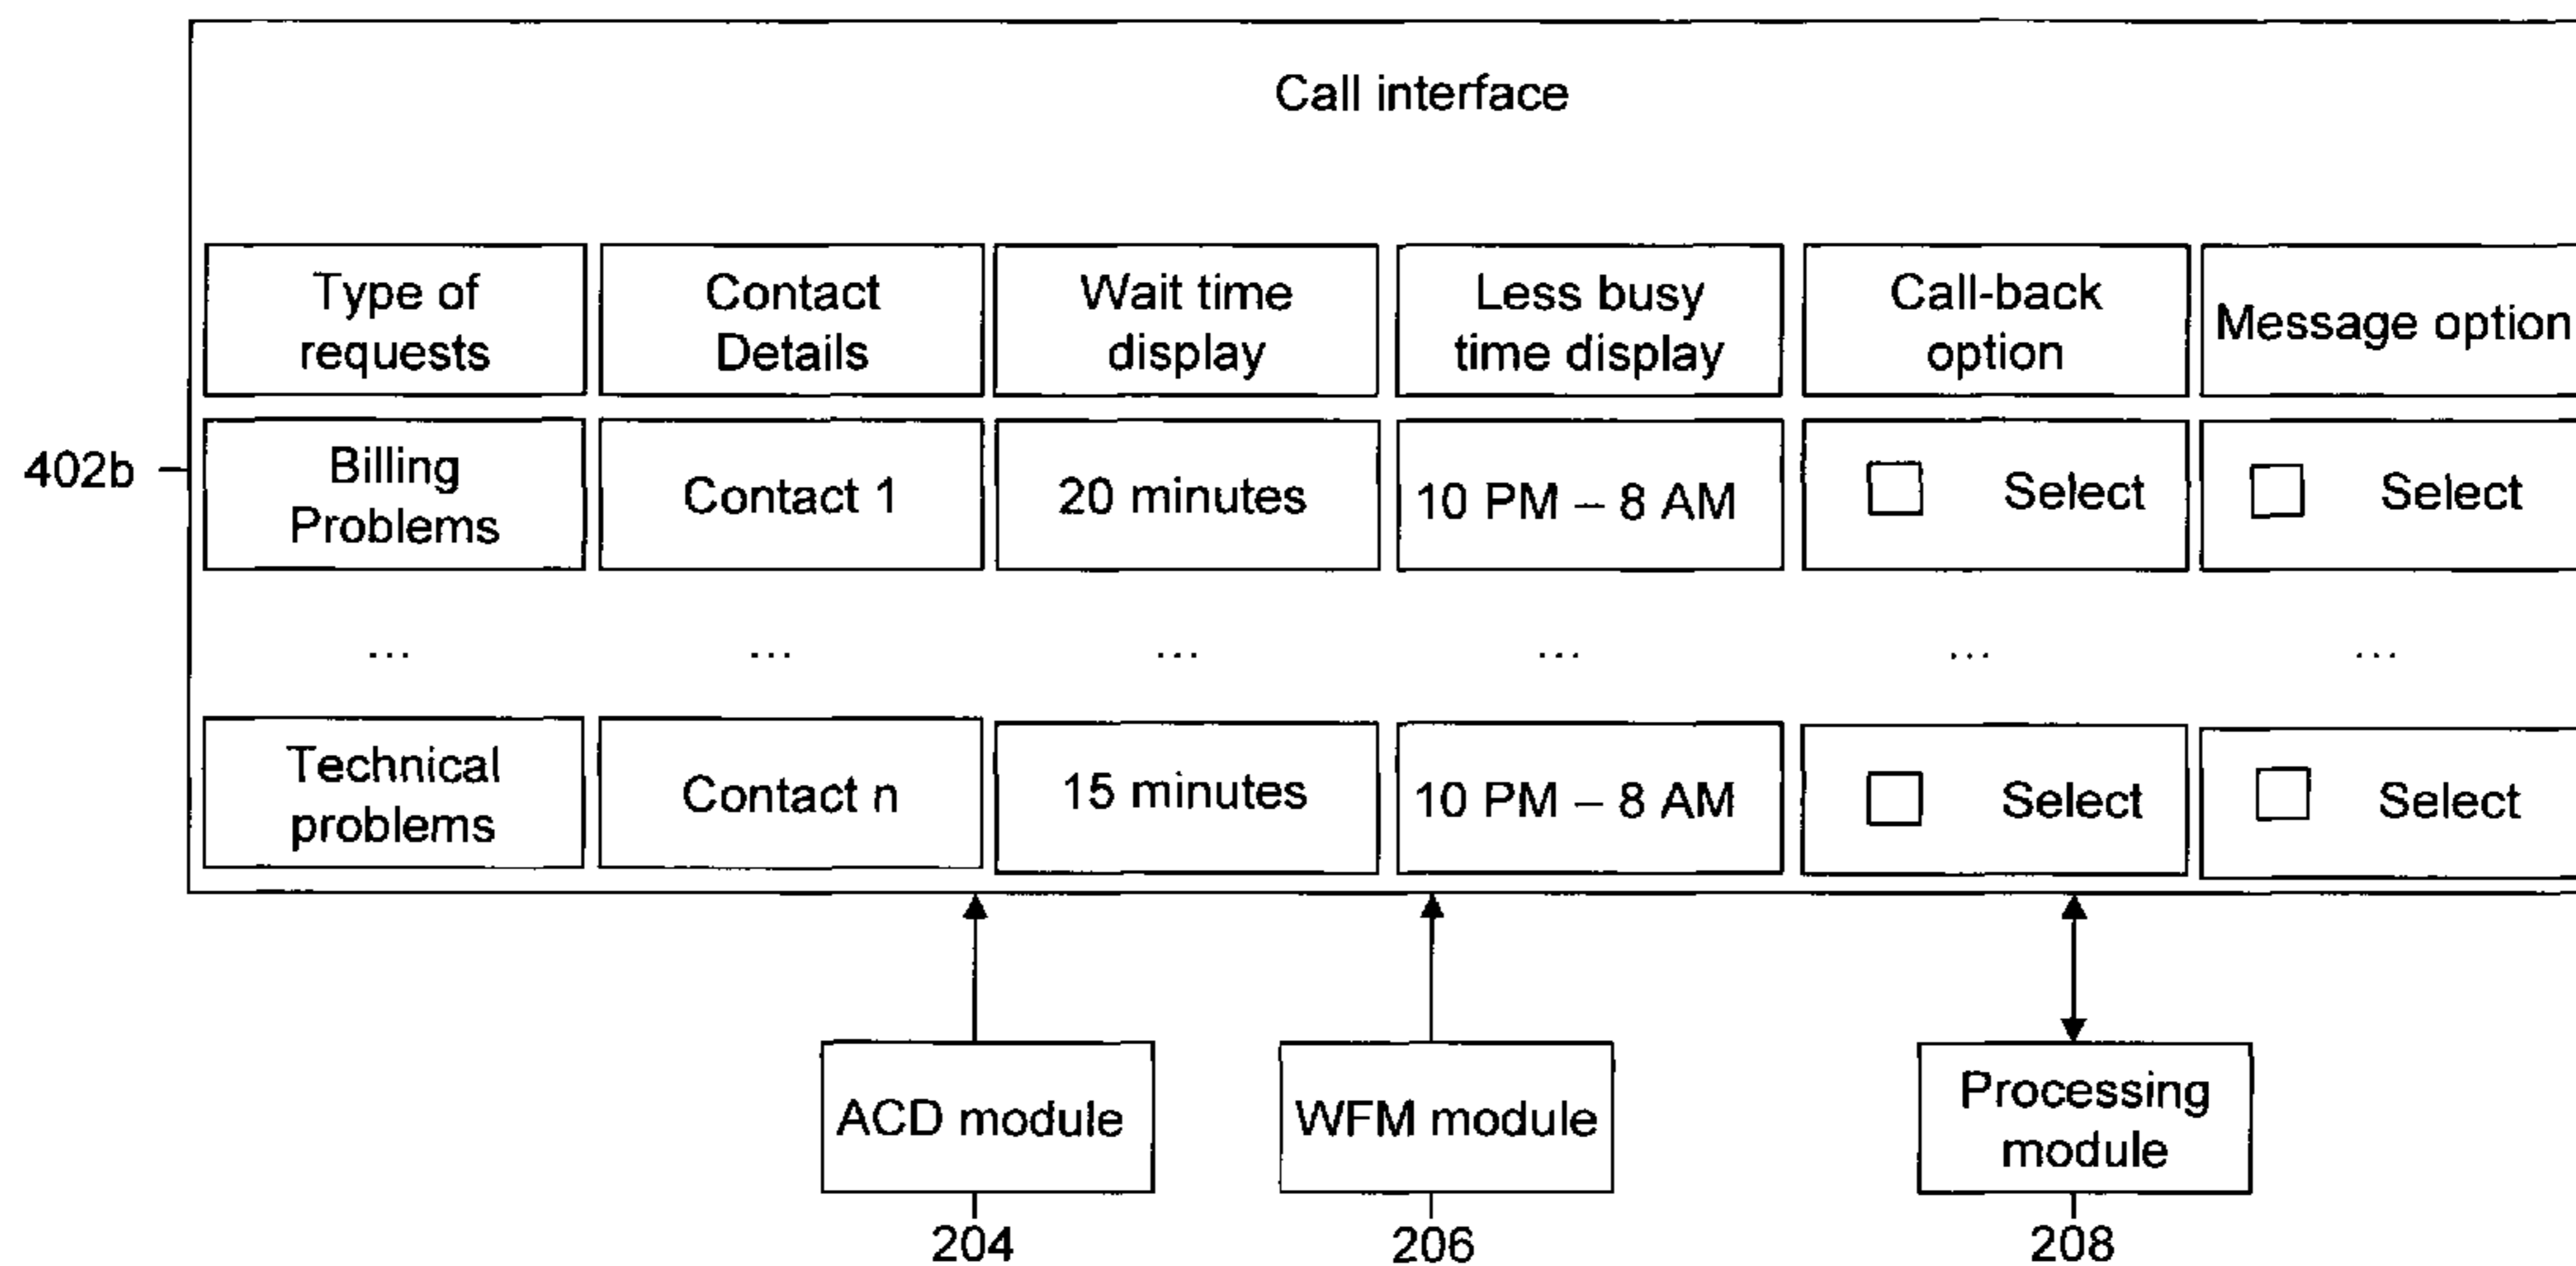 Call interface
Type of
requests
Contact
Details
Wait time
display
Less busy
time display
Call-back
option
Message option
402b
Billing
Problems
Contact 1
20 minutes
10 PM – 8 AM
Select
Select
... ... ... ... ... ...
Technical
problems
Contact n
15 minutes
10 PM – 8 AM
Select
Select
ACD module
WFM module
Processing
module
204
206
208